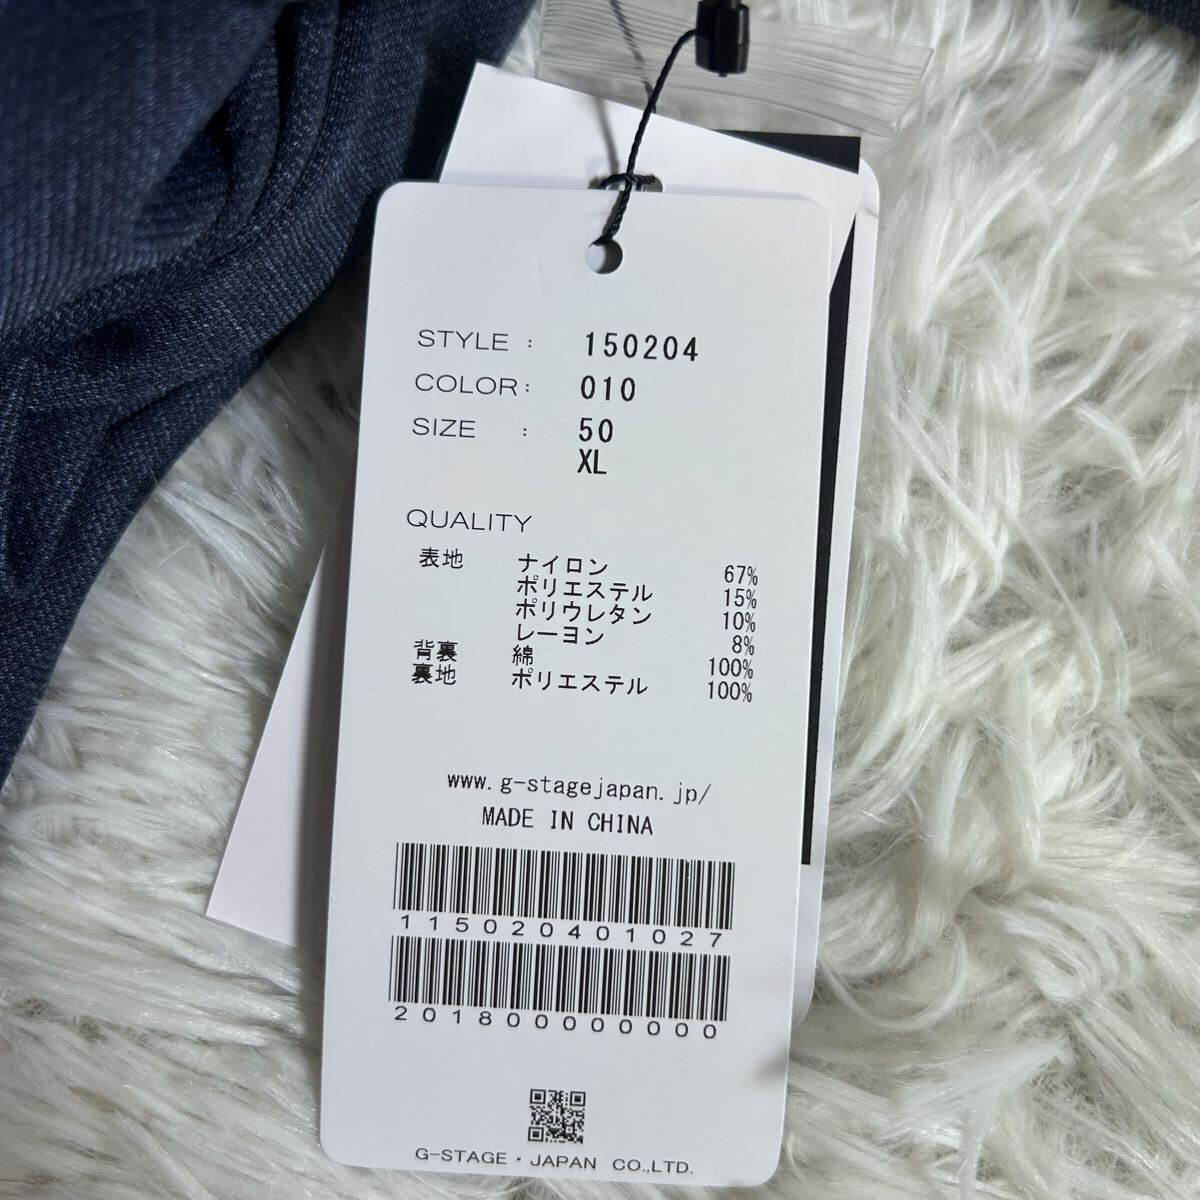 STYLE : 150204
COLOR: 010
SIZE : 50
XL
QUALITY
表地 ナイロン 67%
ポリエステル 15%
ポリウレタン 10%
レーヨン 8%
背裏 綿 100%
裏地 ポリエステル 100%
www.g-stagejapan.jp/
MADE IN CHINA
115020401027
201800000000
G-STAGE・JAPAN CO.,LTD.